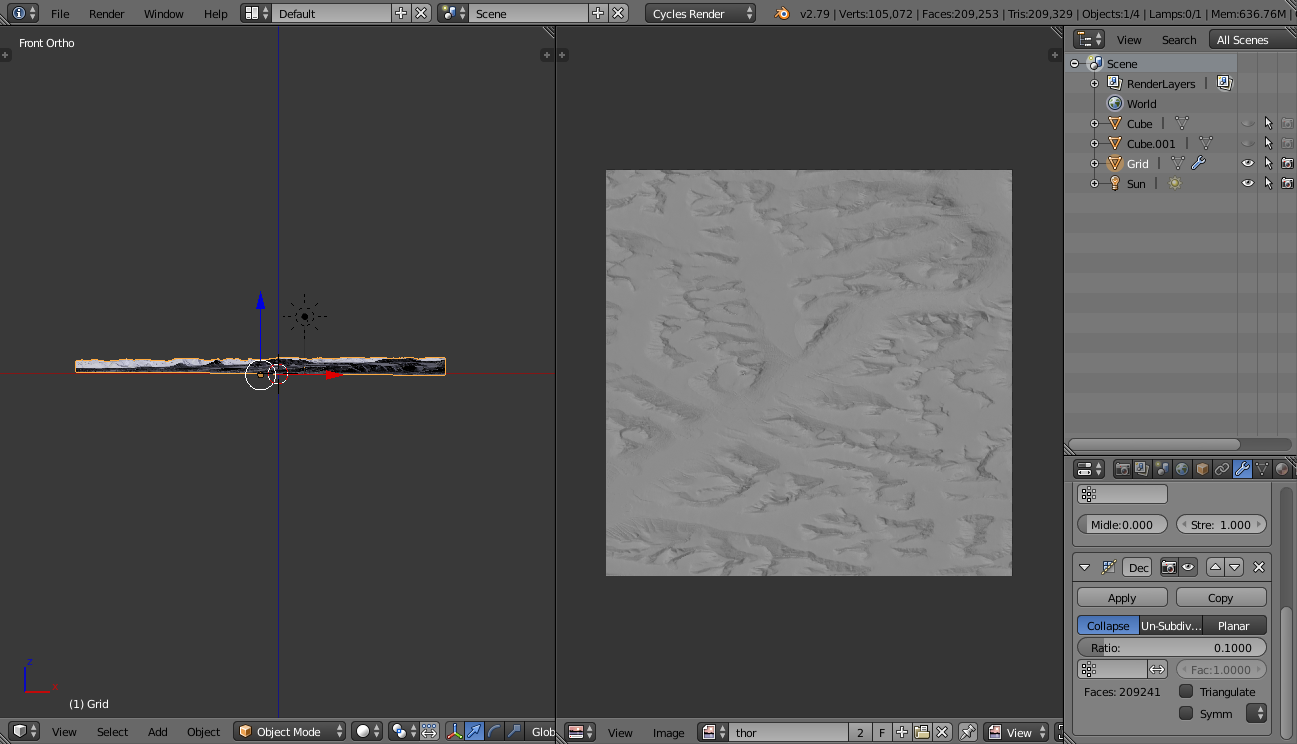 File Render Window Help Default Scene Cycles Render v2.79 | Verts:105,072 | Faces:209,253 | Tris:209,329 | Objects:1/4 | Lamps:0/1 | Mem:636.76M |
Front Ortho
View Search All Scenes
Scene
RenderLayers
World
Cube
Cube.001
Grid
Sun
Midle:0.000 Stre: 1.000
Dec
Apply Copy
Collapse Un-Subdiv... Planar
Ratio: 0.1000
Fac:1.0000
Faces: 209241 Triangulate
Symm
z
x
(1) Grid
View Select Add Object Object Mode Glob
View Image thor 2 F View